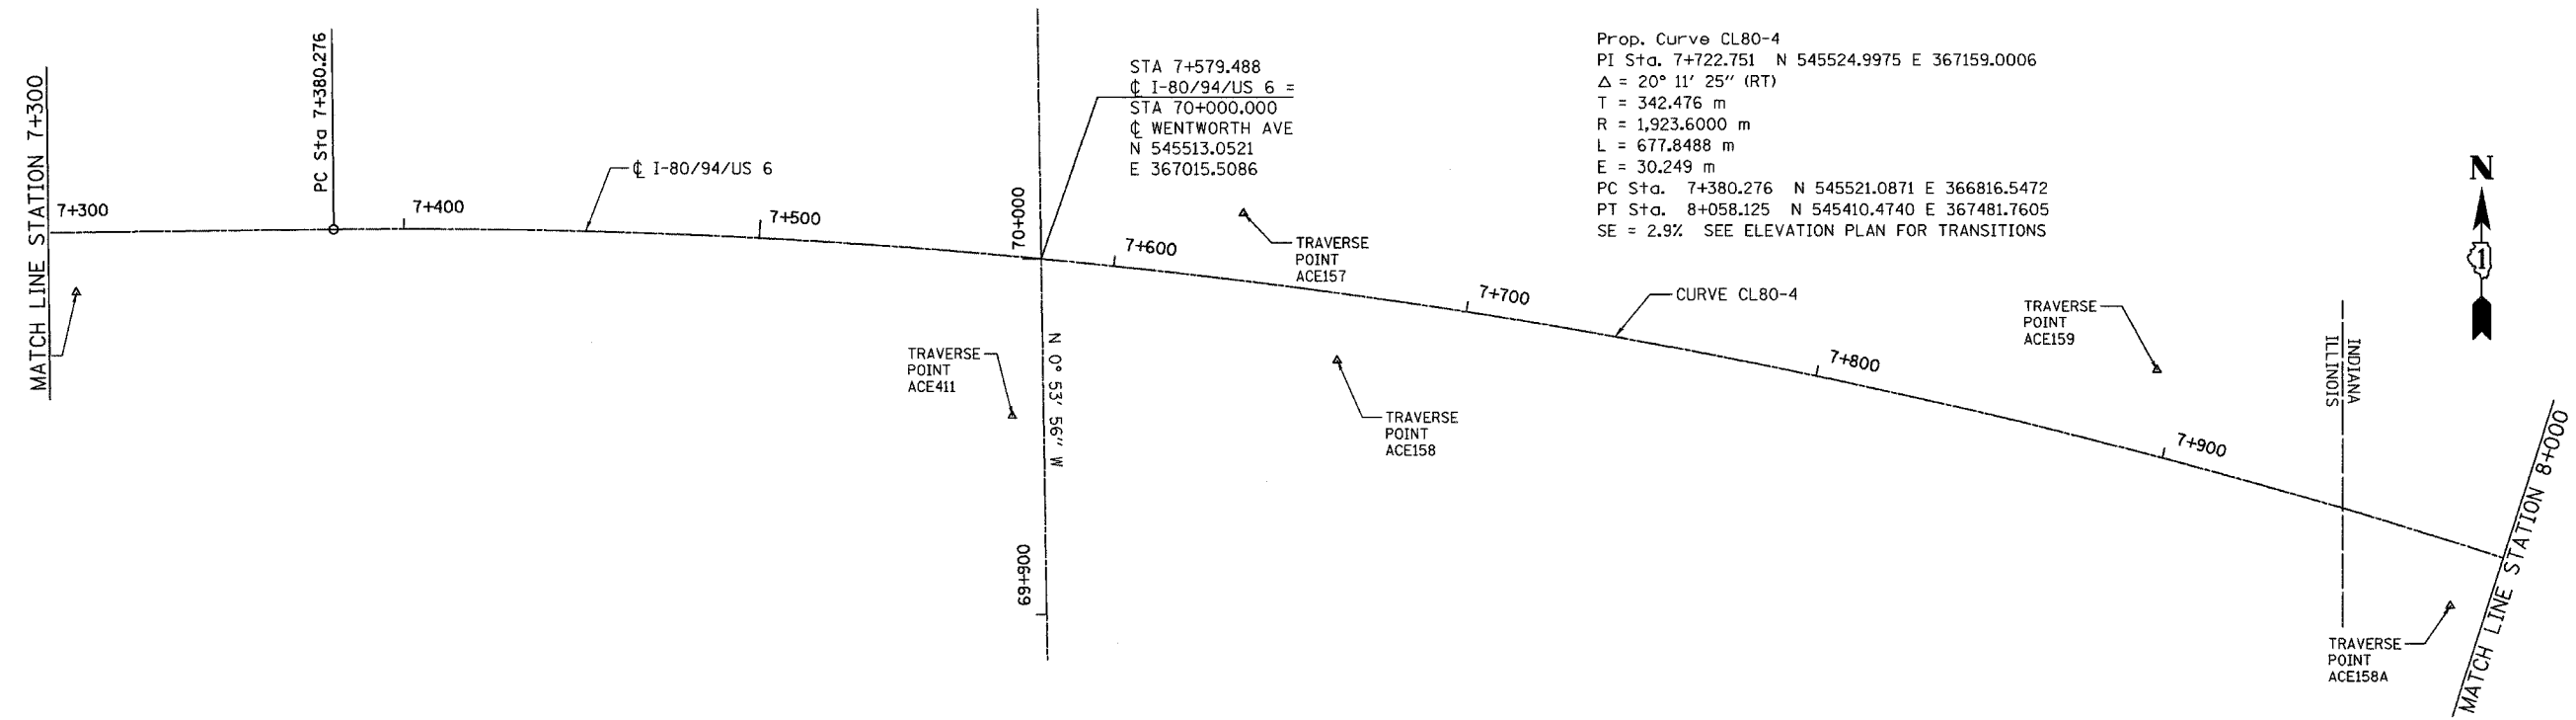 MATCH LINE STATION 7+300
7+300
PC Sta 7+380.276
7+400
℄ I-80/94/US 6
7+500
70+000
STA 7+579.488
℄ I-80/94/US 6 =
STA 70+000.000
℄ WENTWORTH AVE
N 545513.0521
E 367015.5086
7+600
TRAVERSE
POINT
ACE157
Prop. Curve CL80-4
PI Sta. 7+722.751 N 545524.9975 E 367159.0006
Δ = 20° 11' 25" (RT)
T = 342.476 m
R = 1,923.6000 m
L = 677.8488 m
E = 30.249 m
PC Sta. 7+380.276 N 545521.0871 E 366816.5472
PT Sta. 8+058.125 N 545410.4740 E 367481.7605
SE = 2.9% SEE ELEVATION PLAN FOR TRANSITIONS
N
1
7+700
CURVE CL80-4
TRAVERSE
POINT
ACE159
TRAVERSE
POINT
ACE411
N 0° 53' 56" W
7+800
TRAVERSE
POINT
ACE158
INDIANA
ILLINOIS
7+900
69+900
MATCH LINE STATION 8+000
TRAVERSE
POINT
ACE158A